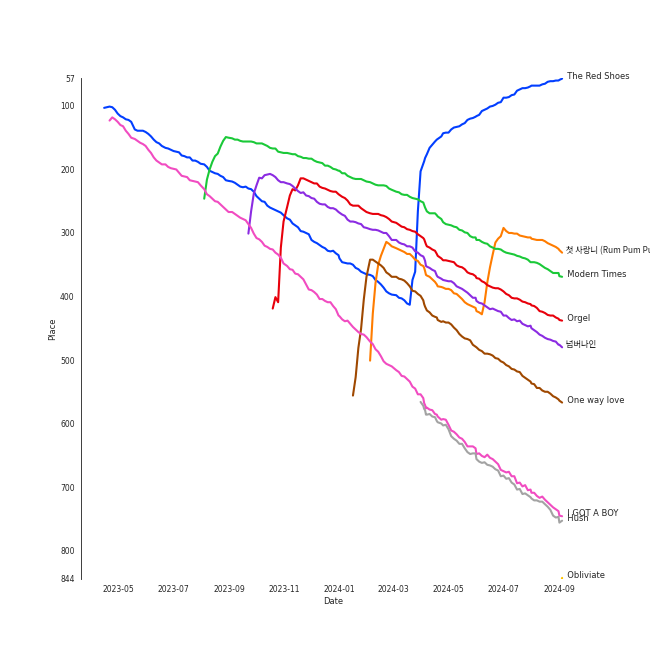 57
The Red Shoes
100
200
300
첫 사랑니 (Rum Pum Pu
Modern Times
400
Orgel
넘버나인
500
One way love
600
700
I GOT A BOY
Hush
800
Obliviate
844
Place
2023-05 2023-07 2023-09 2023-11 2024-01 2024-03 2024-05 2024-07 2024-09
Date